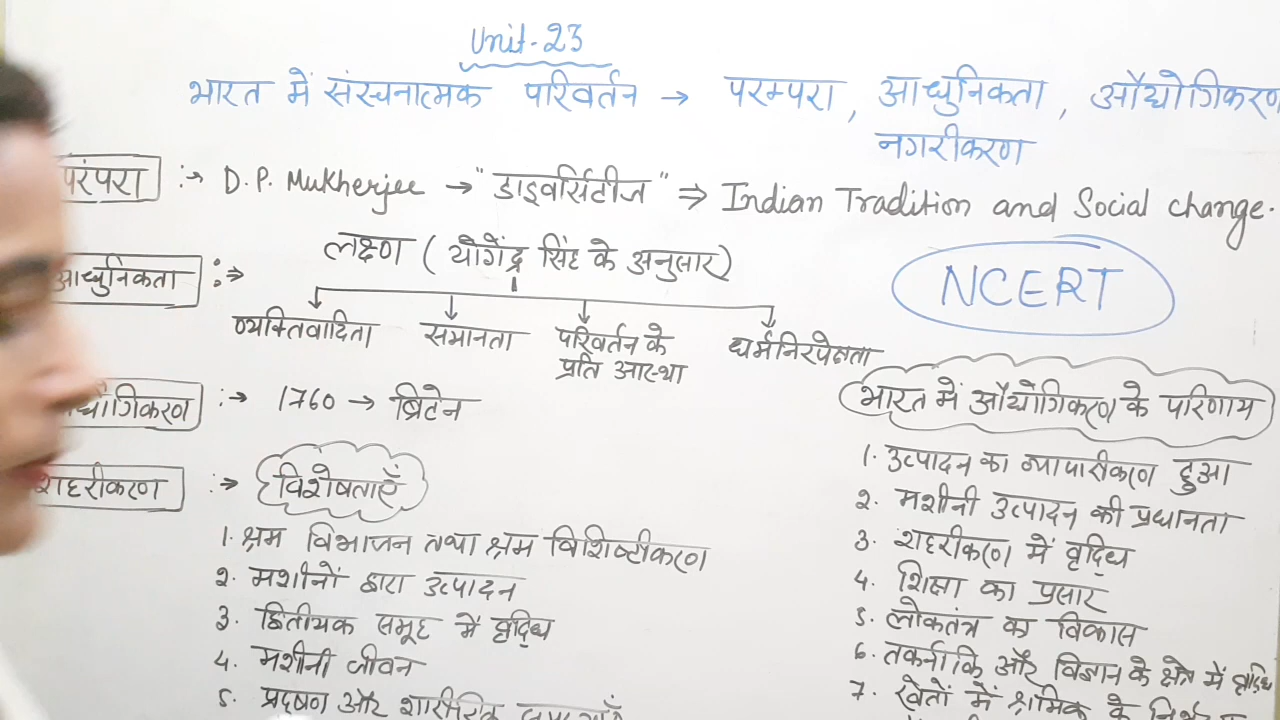 Unit-23
भारत में संरचनात्मक परिवर्तन → परम्परा, आधुनिकता, औद्योगिकरण
नगरीकरण
परंपरा :→ D.P. Mukherjee → "डाइवर्सिटीज" ⇒ Indian Tradition and Social change.
लक्षण ( योगेंद्र सिंह के अनुसार)
आधुनिकता :⇒
व्यक्तिवादिता समानता परिवर्तन के धर्मनिरपेक्षता
प्रति आस्था
NCERT
द्योगिकरण :→ 1760 → ब्रिटेन
शहरीकरण :→ विशेषताएँ
1. श्रम विभाजन तथा श्रम विशिष्टीकरण
2. मशीनों द्वारा उत्पादन
3. द्वितीयक समूह में वृद्धि
4. मशीनी जीवन
5. प्रदूषण और शारीरिक
भारत में औद्योगिकरण के परिणाम
1. उत्पादन का व्यापारीकरण हुआ
2. मशीनी उत्पादन की प्रधानता
3. शहरीकरण में वृद्धि
4. शिक्षा का प्रसार
5. लोकतंत्र का विकास
6. तकनीकि और विज्ञान के क्षेत्र में वृद्धि
7. खेतों में श्रमिक के